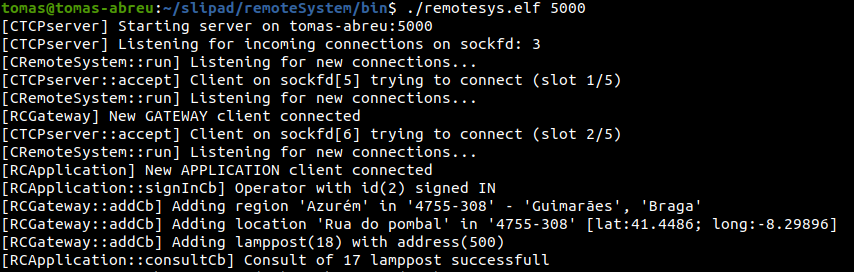 tomas@tomas-abreu:~/slipad/remoteSystem/bin$ ./remotesys.elf 5000
[CTCPserver] Starting server on tomas-abreu:5000
[CTCPserver] Listening for incoming connections on sockfd: 3
[CRemoteSystem::run] Listening for new connections...
[CTCPserver::accept] Client on sockfd[5] trying to connect (slot 1/5)
[CRemoteSystem::run] Listening for new connections...
[RCGateway] New GATEWAY client connected
[CTCPserver::accept] Client on sockfd[6] trying to connect (slot 2/5)
[CRemoteSystem::run] Listening for new connections...
[RCApplication] New APPLICATION client connected
[RCApplication::signInCb] Operator with id(2) signed IN
[RCGateway::addCb] Adding region 'Azurém' in '4755-308' - 'Guimarães', 'Braga'
[RCGateway::addCb] Adding location 'Rua do pombal' in '4755-308' [lat:41.4486; long:-8.29896]
[RCGateway::addCb] Adding lamppost(18) with address(500)
[RCApplication::consultCb] Consult of 17 lamppost successfull